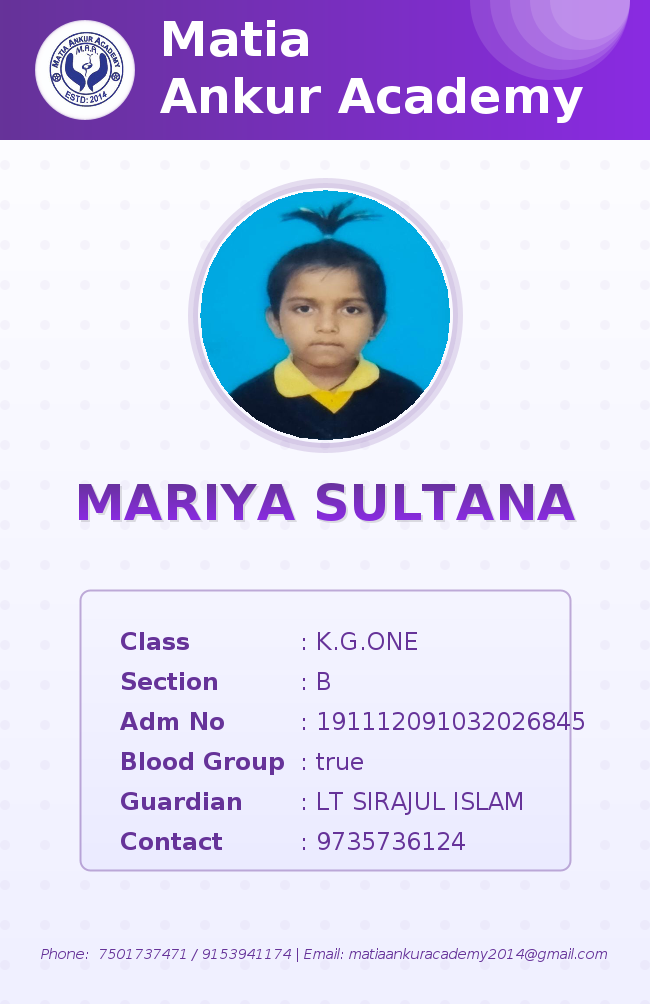 MATIA ANKUR ACADEMY
M.A.A
ESTD: 2014
Matia
Ankur Academy
MARIYA SULTANA
Class : K.G.ONE
Section : B
Adm No : 191112091032026845
Blood Group : true
Guardian : LT SIRAJUL ISLAM
Contact : 9735736124
Phone: 7501737471 / 9153941174 | Email: matiaankuracademy2014@gmail.com